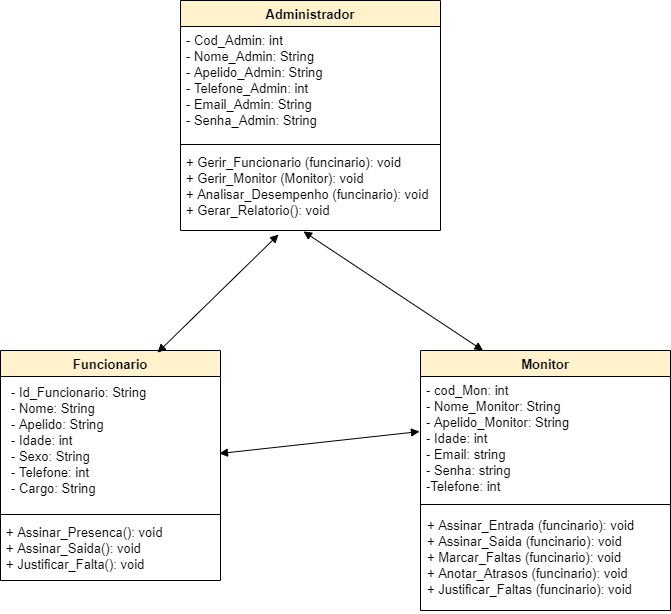 Administrador
- Cod_Admin: int
- Nome_Admin: String
- Apelido_Admin: String
- Telefone_Admin: int
- Email_Admin: String
- Senha_Admin: String
+ Gerir_Funcionario (funcinario): void
+ Gerir_Monitor (Monitor): void
+ Analisar_Desempenho (funcinario): void
+ Gerar_Relatorio(): void
Funcionario
- Id_Funcionario: String
- Nome: String
- Apelido: String
- Idade: int
- Sexo: String
- Telefone: int
- Cargo: String
+ Assinar_Presenca(): void
+ Assinar_Saida(): void
+ Justificar_Falta(): void
Monitor
- cod_Mon: int
- Nome_Monitor: String
- Apelido_Monitor: String
- Idade: int
- Email: string
- Senha: string
-Telefone: int
+ Assinar_Entrada (funcinario): void
+ Assinar_Saida (funcinario): void
+ Marcar_Faltas (funcinario): void
+ Anotar_Atrasos (funcinario): void
+ Justificar_Faltas (funcinario): void